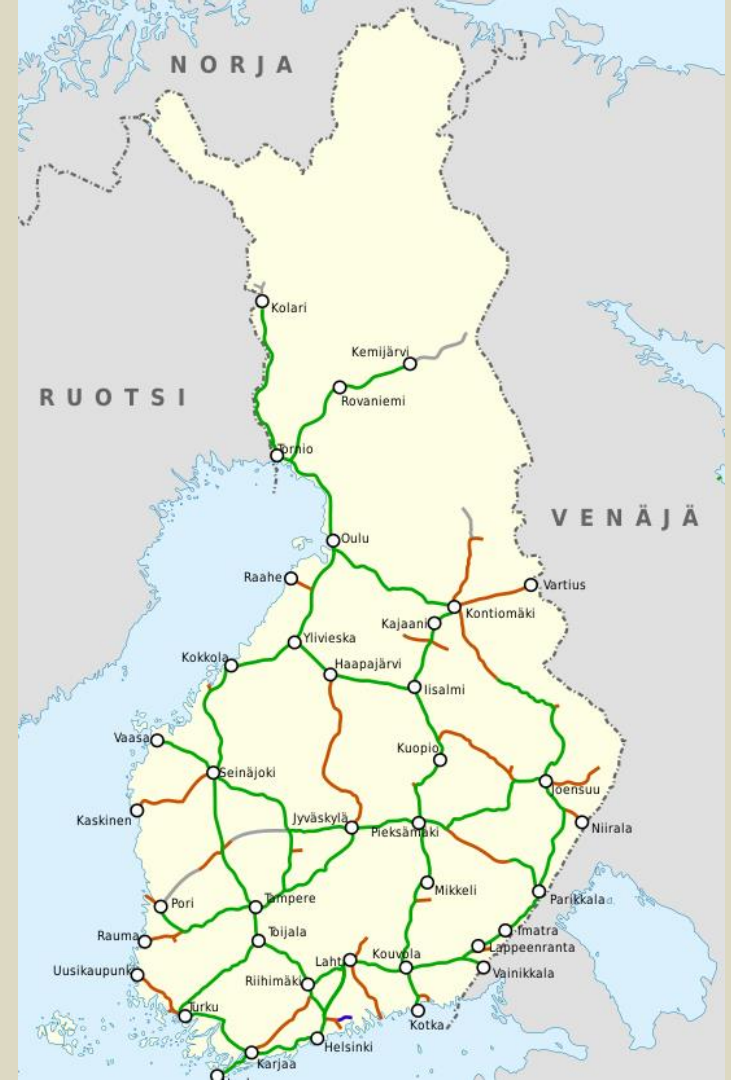 NORJA
Kolari
Kemijärvi
RUOTSI
Rovaniemi
Tornio
VENÄJÄ
Oulu
Raahe
Vartius
Kontiomäki
Kajaani
Ylivieska
Kokkola
Haapajärvi
Iisalmi
Vaasa
Kuopio
Seinäjoki
Joensuu
Kaskinen
Jyväskylä
Pieksämäki
Niirala
Mikkeli
Pori
Tampere
Parikkala
Rauma
Toijala
Imatra
Lappeenranta
Lahti
Kouvola
Uusikaupunki
Riihimäki
Vainikkala
Turku
Kotka
Helsinki
Karjaa